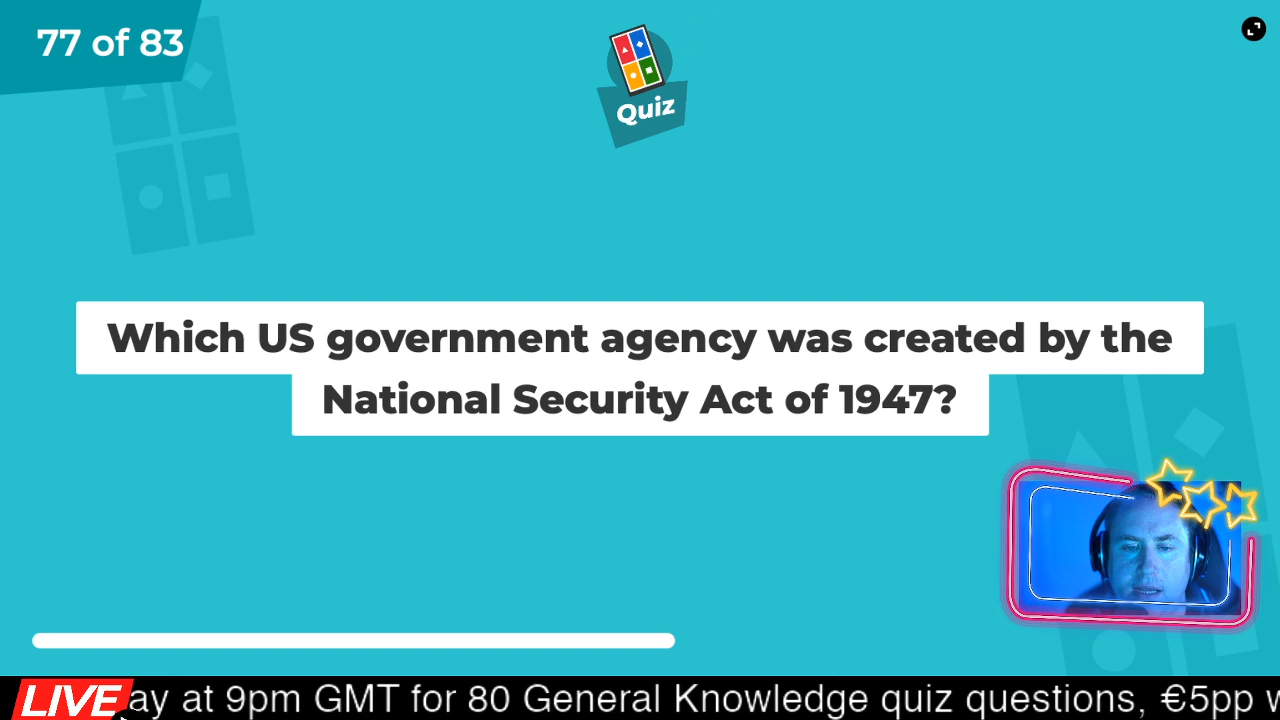 77 of 83
Quiz
Which US government agency was created by the
National Security Act of 1947?
LIVE
ay at 9pm GMT for 80 General Knowledge quiz questions, €5pp w